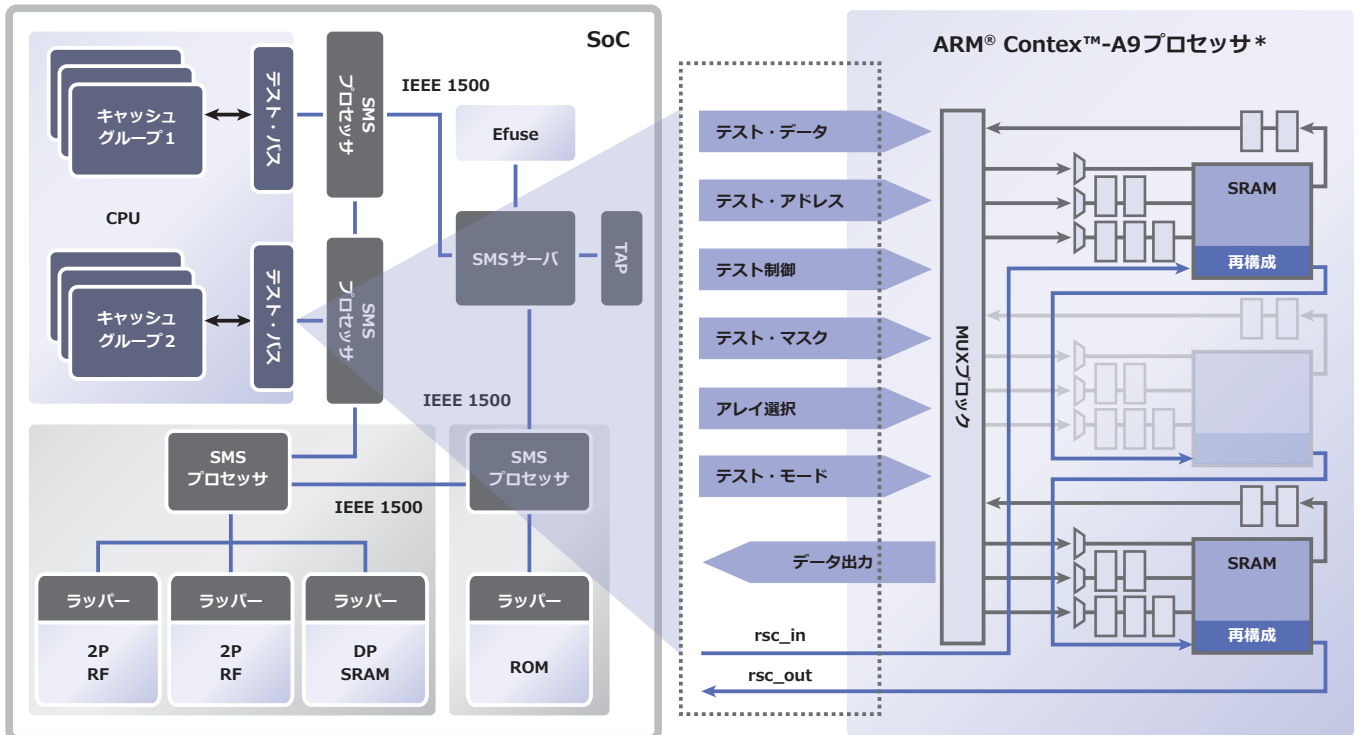 SoC
キャッシュ
グループ1
テスト・バス
SMS
プロセッサ
IEEE 1500
Efuse
CPU
SMSサーバ
TAP
キャッシュ
グループ2
テスト・バス
SMS
プロセッサ
IEEE 1500
SMS
プロセッサ
SMS
プロセッサ
IEEE 1500
ラッパー
2P
RF
ラッパー
2P
RF
ラッパー
DP
SRAM
ラッパー
ROM
ARM® Contex™-A9プロセッサ*
テスト・データ
テスト・アドレス
テスト制御
テスト・マスク
アレイ選択
テスト・モード
データ出力
rsc_in
rsc_out
MUXブロック
SRAM
再構成
SRAM
再構成